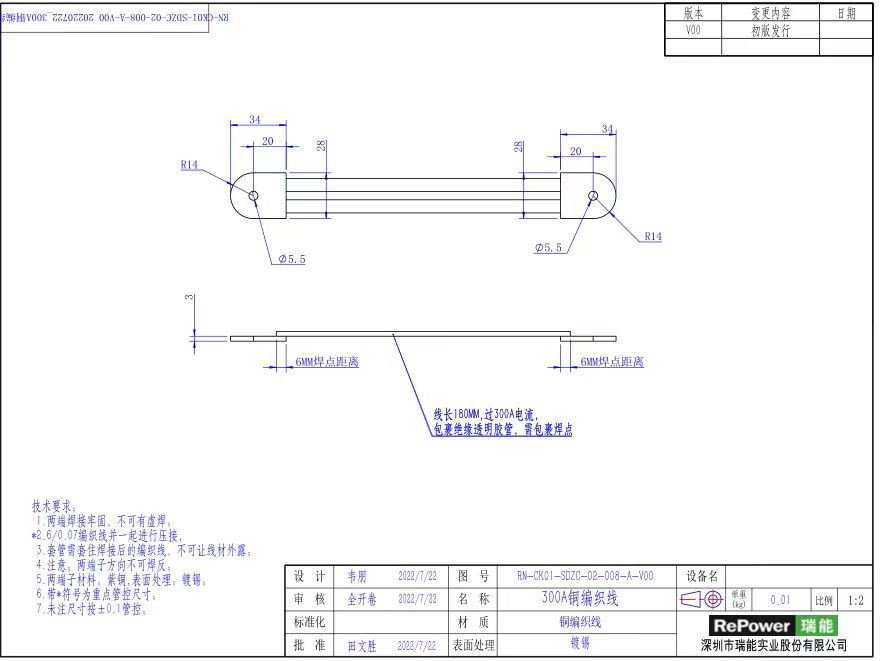 RN-CK01-SDZC-02-008-A-V00 20220722_300A铜编织线
版本 变更内容 日期
V00 初版发行
34
20
28
R14
Ø5.5
34
20
28
Ø5.5
R14
3
6MM焊点距离
6MM焊点距离
线长180MM,过300A电流,
包裹绝缘透明胶管, 需包裹焊点
技术要求:
1.两端焊接牢固, 不可有虚焊;
*2.6/0.07编织线并一起进行压接,
3.套管需套住焊接后的编织线, 不可让线材外露;
4.注意: 两端子方向不可焊反;
5.两端子材料: 紫铜,表面处理: 镀锡;
6.带*符号为重点管控尺寸;
7.未注尺寸按±0.1管控;
设 计 韦朋 2022/7/22 图 号 RN-CK01-SDZC-02-008-A-V00 设备名
审 核 全开卷 2022/7/22 名 称 300A铜编织线 单重(kg) 0.01 比例 1:2
标准化 材 质 铜编织线
批 准 田文胜 2022/7/22 表面处理 镀锡
RePower 瑞能
深圳市瑞能实业股份有限公司